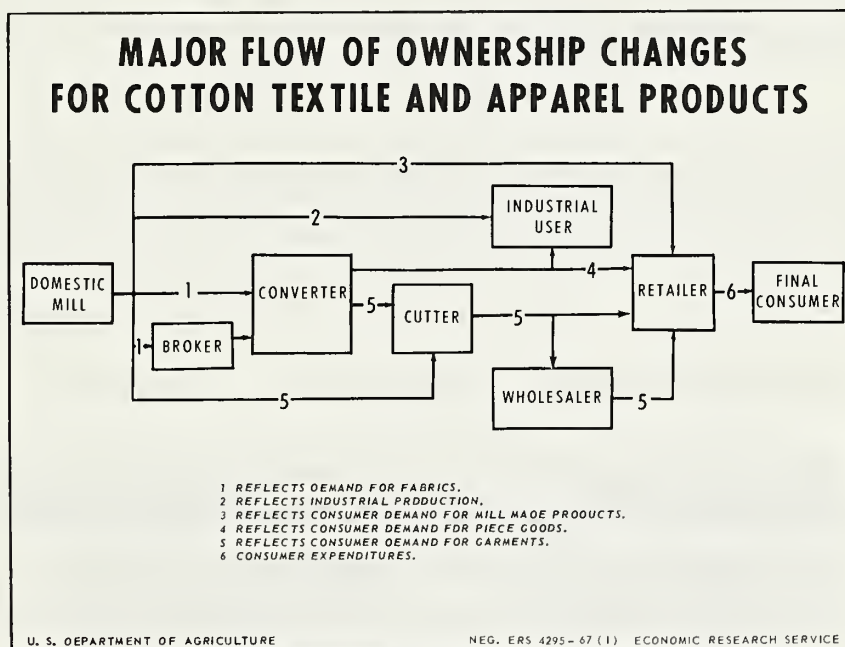 MAJOR FLOW OF OWNERSHIP CHANGES
FOR COTTON TEXTILE AND APPAREL PRODUCTS
3
2
INDUSTRIAL
USER
DOMESTIC
MILL
1
CONVERTER
4
RETAILER
6
FINAL
CONSUMER
5
CUTTER
5
1
BROKER
5
WHOLESALER
5
1 REFLECTS OEMAND FOR FABRICS.
2 REFLECTS INDUSTRIAL PRODUCTION.
3 REFLECTS CONSUMER DEMAND FOR MILL MAOE PRODUCTS.
4 REFLECTS CONSUMER DEMAND FOR PIECE GOODS.
5 REFLECTS CONSUMER OEMAND FOR GARMENTS.
6 CONSUMER EXPENDITURES.
U. S. OEPARTMENT OF AGRICULTURE
NEG. ERS 4295-67 (1) ECONOMIC RESEARCH SERVICE